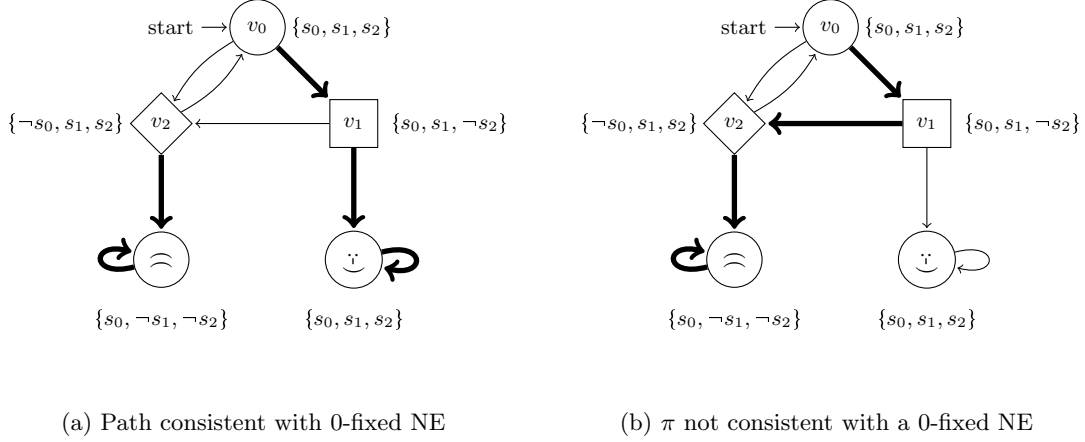 start v₀ {s₀, s₁, s₂}
{¬s₀, s₁, s₂} v₂ v₁ {s₀, s₁, ¬s₂}
{s₀, ¬s₁, ¬s₂} {s₀, s₁, s₂}
(a) Path consistent with 0-fixed NE
start v₀ {s₀, s₁, s₂}
{¬s₀, s₁, s₂} v₂ v₁ {s₀, s₁, ¬s₂}
{s₀, ¬s₁, ¬s₂} {s₀, s₁, s₂}
(b) π not consistent with a 0-fixed NE